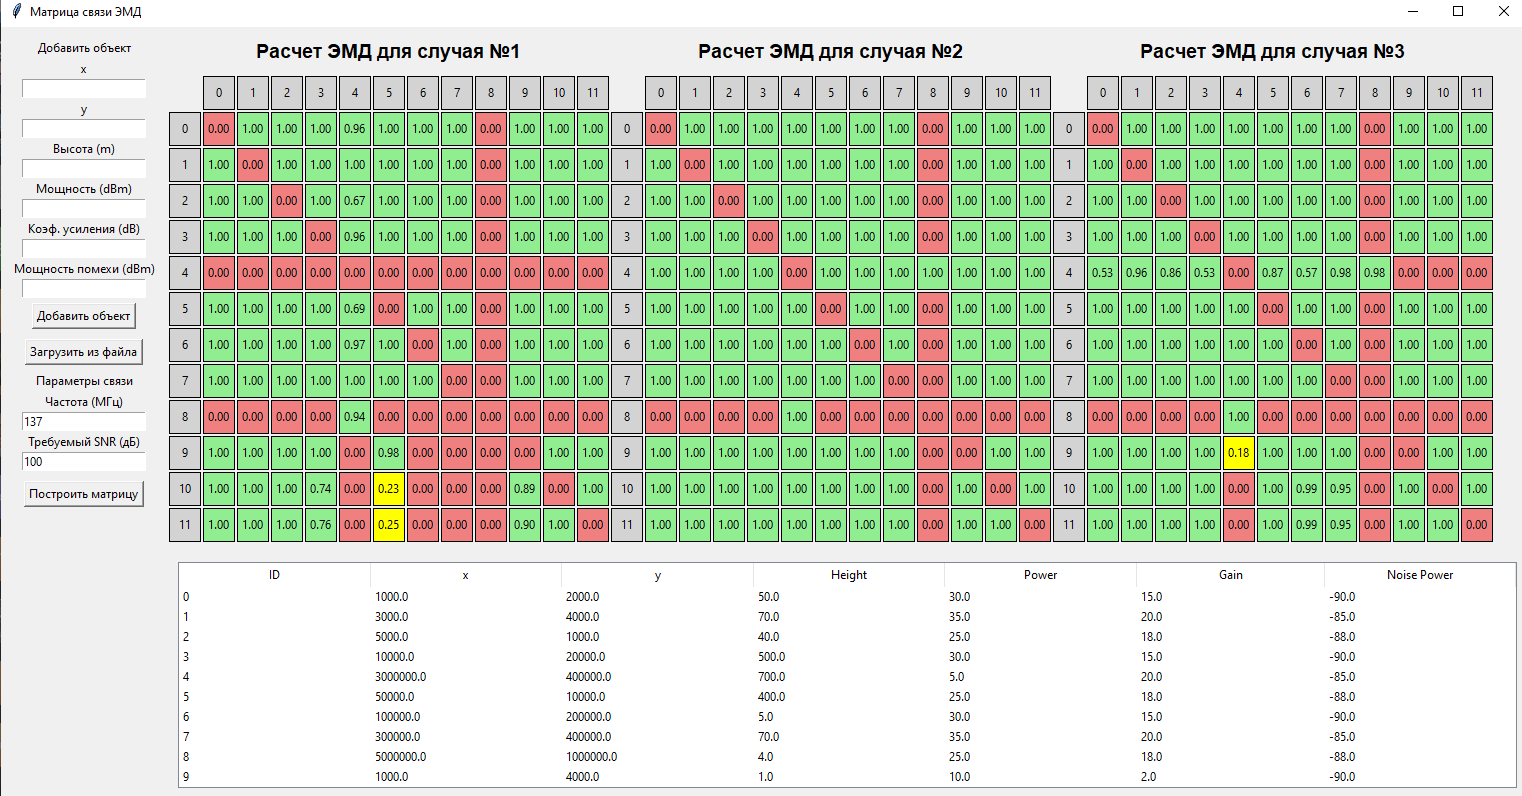 Матрица связи ЭМД
Добавить объект
x
y
Высота (m)
Мощность (dBm)
Коэф. усиления (dB)
Мощность помехи (dBm)
Добавить объект
Загрузить из файла
Параметры связи
Частота (МГц)
137
Требуемый SNR (дБ)
100
Построить матрицу
Расчет ЭМД для случая №1
0 1 2 3 4 5 6 7 8 9 10 11
0 0.00 1.00 1.00 1.00 0.96 1.00 1.00 1.00 0.00 1.00 1.00 1.00
1 1.00 0.00 1.00 1.00 1.00 1.00 1.00 1.00 0.00 1.00 1.00 1.00
2 1.00 1.00 0.00 1.00 0.67 1.00 1.00 1.00 0.00 1.00 1.00 1.00
3 1.00 1.00 1.00 0.00 0.96 1.00 1.00 1.00 0.00 1.00 1.00 1.00
4 0.00 0.00 0.00 0.00 0.00 0.00 0.00 0.00 0.00 0.00 0.00 0.00
5 1.00 1.00 1.00 1.00 0.69 0.00 1.00 1.00 0.00 1.00 1.00 1.00
6 1.00 1.00 1.00 1.00 0.97 1.00 0.00 1.00 0.00 1.00 1.00 1.00
7 1.00 1.00 1.00 1.00 1.00 1.00 1.00 0.00 0.00 1.00 1.00 1.00
8 0.00 0.00 0.00 0.00 0.94 0.00 0.00 0.00 0.00 0.00 0.00 0.00
9 1.00 1.00 1.00 1.00 0.00 0.98 0.00 0.00 0.00 0.00 1.00 1.00
10 1.00 1.00 1.00 0.74 0.00 0.23 0.00 0.00 0.00 0.89 0.00 1.00
11 1.00 1.00 1.00 0.76 0.00 0.25 0.00 0.00 0.00 0.90 1.00 0.00
Расчет ЭМД для случая №2
0 1 2 3 4 5 6 7 8 9 10 11
0 0.00 1.00 1.00 1.00 1.00 1.00 1.00 1.00 0.00 1.00 1.00 1.00
1 1.00 0.00 1.00 1.00 1.00 1.00 1.00 1.00 0.00 1.00 1.00 1.00
2 1.00 1.00 0.00 1.00 1.00 1.00 1.00 1.00 0.00 1.00 1.00 1.00
3 1.00 1.00 1.00 0.00 1.00 1.00 1.00 1.00 0.00 1.00 1.00 1.00
4 1.00 1.00 1.00 1.00 0.00 1.00 1.00 1.00 1.00 1.00 1.00 1.00
5 1.00 1.00 1.00 1.00 1.00 0.00 1.00 1.00 0.00 1.00 1.00 1.00
6 1.00 1.00 1.00 1.00 1.00 1.00 0.00 1.00 0.00 1.00 1.00 1.00
7 1.00 1.00 1.00 1.00 1.00 1.00 1.00 0.00 0.00 1.00 1.00 1.00
8 0.00 0.00 0.00 0.00 1.00 0.00 0.00 0.00 0.00 0.00 0.00 0.00
9 1.00 1.00 1.00 1.00 1.00 1.00 1.00 1.00 0.00 0.00 1.00 1.00
10 1.00 1.00 1.00 1.00 1.00 1.00 1.00 1.00 0.00 1.00 0.00 1.00
11 1.00 1.00 1.00 1.00 1.00 1.00 1.00 1.00 0.00 1.00 1.00 0.00
Расчет ЭМД для случая №3
0 1 2 3 4 5 6 7 8 9 10 11
0 0.00 1.00 1.00 1.00 1.00 1.00 1.00 1.00 0.00 1.00 1.00 1.00
1 1.00 0.00 1.00 1.00 1.00 1.00 1.00 1.00 0.00 1.00 1.00 1.00
2 1.00 1.00 0.00 1.00 1.00 1.00 1.00 1.00 0.00 1.00 1.00 1.00
3 1.00 1.00 1.00 0.00 1.00 1.00 1.00 1.00 0.00 1.00 1.00 1.00
4 0.53 0.96 0.86 0.53 0.00 0.87 0.57 0.98 0.98 0.00 0.00 0.00
5 1.00 1.00 1.00 1.00 1.00 0.00 1.00 1.00 0.00 1.00 1.00 1.00
6 1.00 1.00 1.00 1.00 1.00 1.00 0.00 1.00 0.00 1.00 1.00 1.00
7 1.00 1.00 1.00 1.00 1.00 1.00 1.00 0.00 0.00 1.00 1.00 1.00
8 0.00 0.00 0.00 0.00 1.00 0.00 0.00 0.00 0.00 0.00 0.00 0.00
9 1.00 1.00 1.00 1.00 0.18 1.00 1.00 1.00 0.00 0.00 1.00 1.00
10 1.00 1.00 1.00 1.00 0.00 1.00 0.99 0.95 0.00 1.00 0.00 1.00
11 1.00 1.00 1.00 1.00 0.00 1.00 0.99 0.95 0.00 1.00 1.00 0.00
ID x y Height Power Gain Noise Power
0 1000.0 2000.0 50.0 30.0 15.0 -90.0
1 3000.0 4000.0 70.0 35.0 20.0 -85.0
2 5000.0 1000.0 40.0 25.0 18.0 -88.0
3 10000.0 20000.0 500.0 30.0 15.0 -90.0
4 3000000.0 400000.0 700.0 5.0 20.0 -85.0
5 50000.0 10000.0 400.0 25.0 18.0 -88.0
6 100000.0 200000.0 5.0 30.0 15.0 -90.0
7 300000.0 400000.0 70.0 35.0 20.0 -85.0
8 5000000.0 1000000.0 4.0 25.0 18.0 -88.0
9 1000.0 4000.0 1.0 10.0 2.0 -90.0